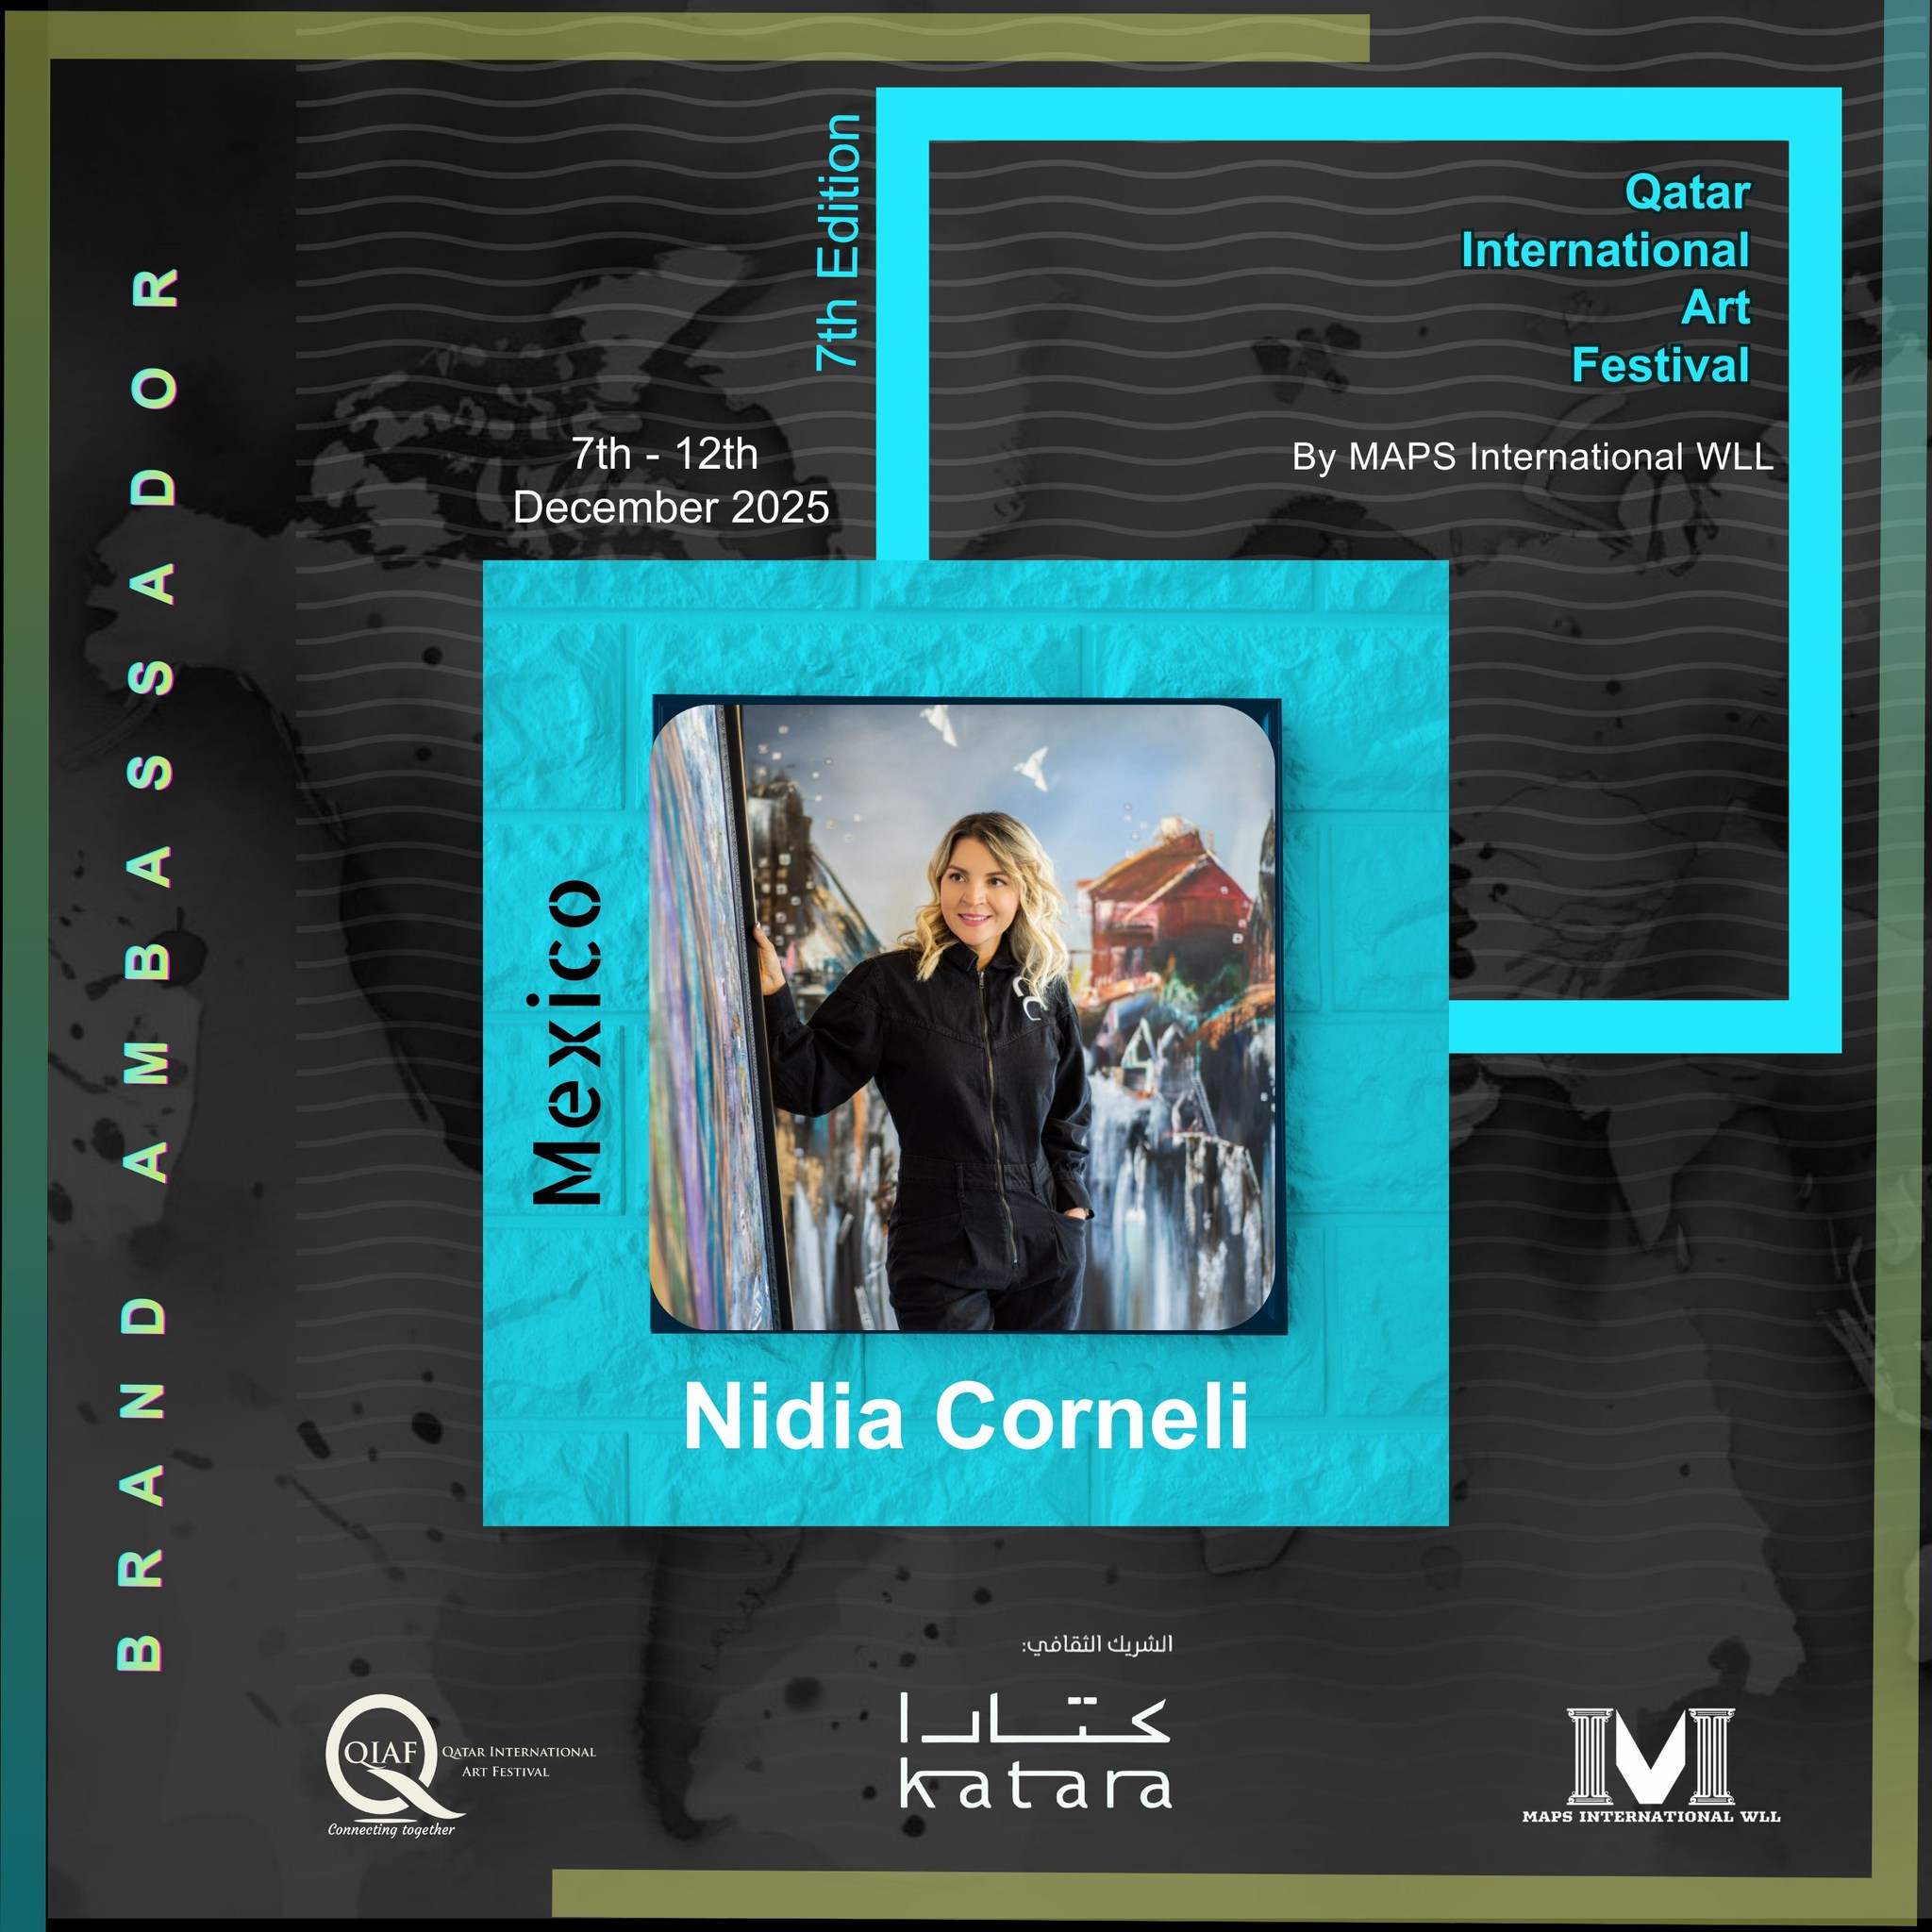 7th Edition
Qatar
International
Art
Festival
By MAPS International WLL
7th - 12th
December 2025
BRAND AMBASSADOR
Mexico
Nidia Corneli
الشريك الثقافي:
كتارا
katara
QIAF
QATAR INTERNATIONAL
ART FESTIVAL
Connecting together
M
MAPS INTERNATIONAL WLL